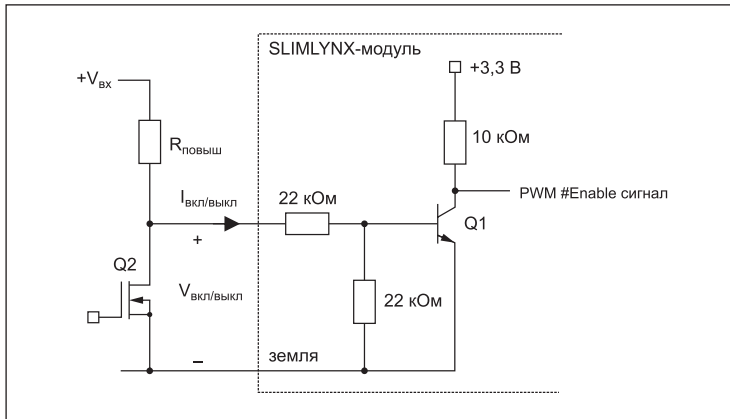 SLIMLYNX-модуль
+3,3 В
+Vвх
Rповыш
10 кОм
Iвкл/выкл
22 кОм
PWM #Enable сигнал
+
Q1
Q2
Vвкл/выкл
22 кОм
–
земля